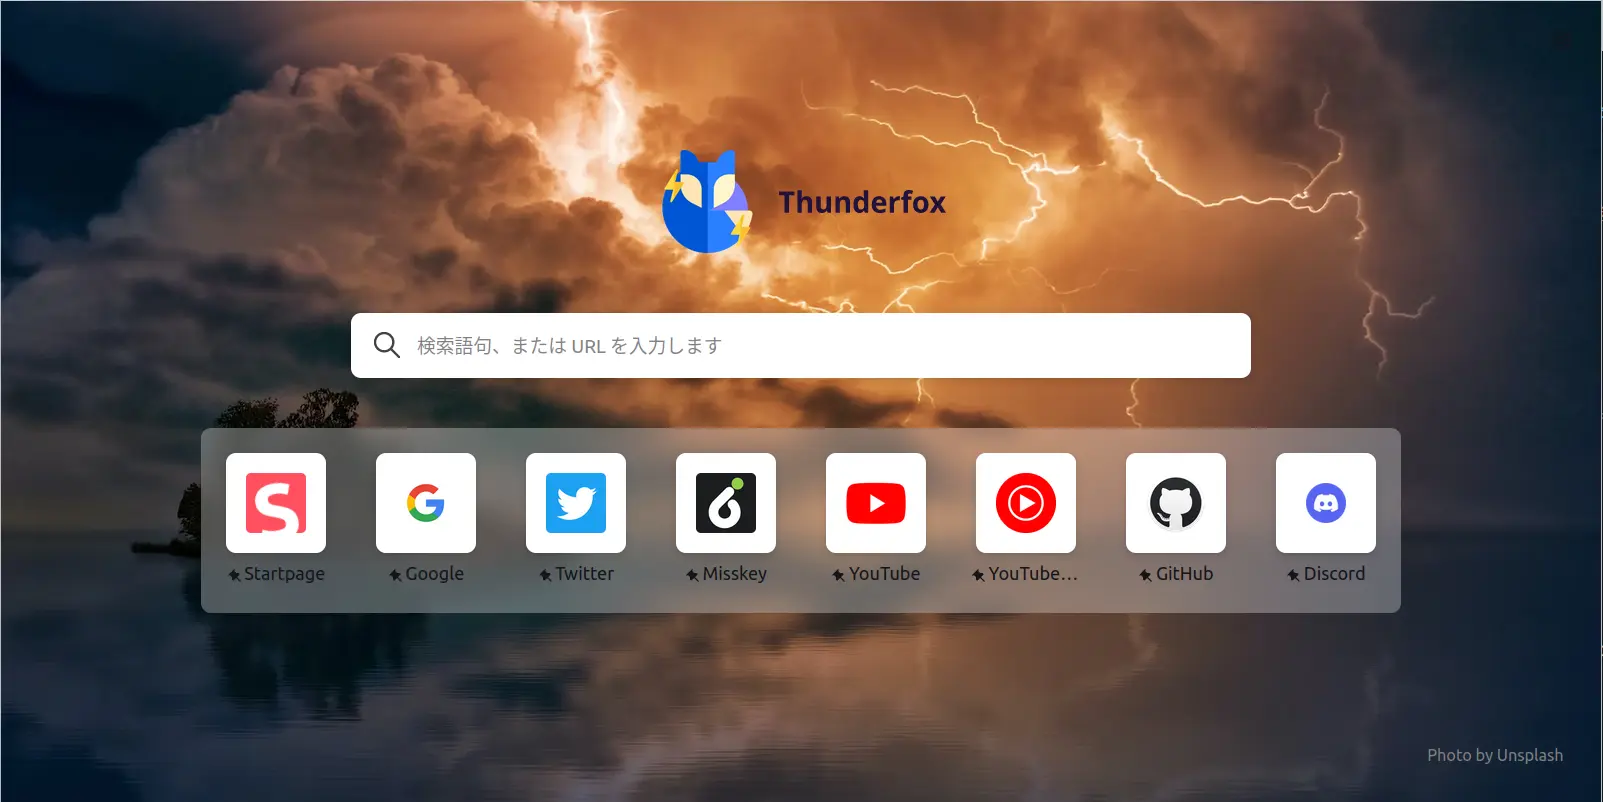 Thunderfox
検索語句、または URL を入力します
Startpage
Google
Twitter
Misskey
YouTube
YouTube…
GitHub
Discord
Photo by Unsplash